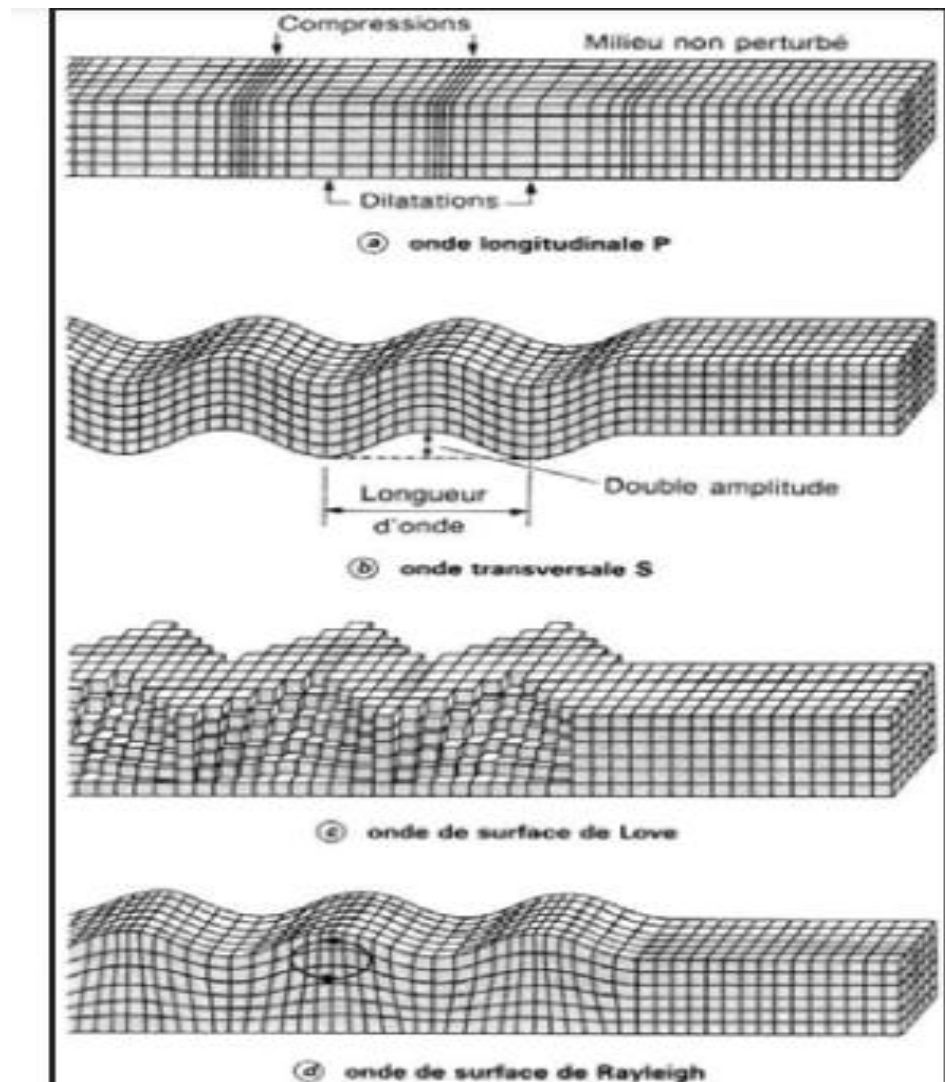 Compressions
Milieu non perturbé
Dilatations
a onde longitudinale P
Double amplitude
Longueur
d'onde
b onde transversale S
c onde de surface de Love
d onde de surface de Rayleigh